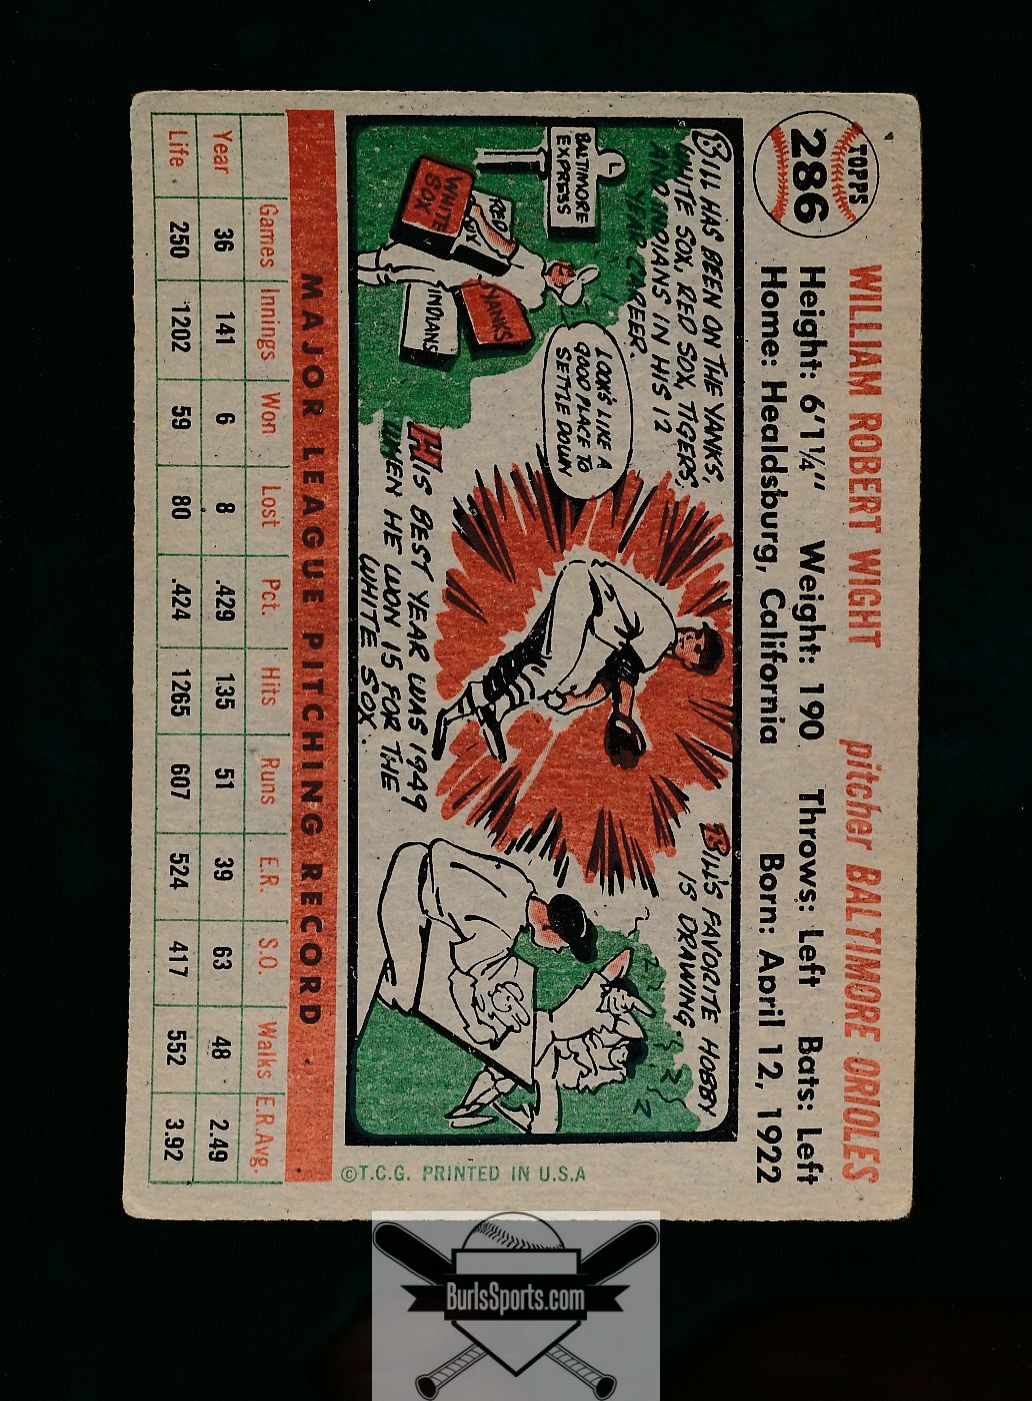 TOPPS
286
WILLIAM ROBERT WIGHT pitcher BALTIMORE ORIOLES
Height: 6'1¼" Weight: 190 Throws: Left Bats: Left
Home: Healdsburg, California Born: April 12, 1922
BILL HAS BEEN ON THE YANKS,
WHITE SOX, RED SOX, TIGERS,
AND INDIANS IN HIS 12
YEAR CAREER.
BALTIMORE
EXPRESS
WHITE
SOX
RED
YANKS
INDIANS
LOOKS LIKE A
GOOD PLACE TO
SETTLE DOWN
HIS BEST YEAR WAS 1949
WHEN HE WON 15 FOR THE
WHITE SOX.
BILL'S FAVORITE HOBBY
IS DRAWING.
Z
Z
Z
©T.C.G. PRINTED IN U.S.A
MAJOR LEAGUE PITCHING RECORD
Games Innings Won Lost Pct. Hits Runs E.R. S.O. Walks E.R.Avg.
Year 36 141 6 8 .429 135 51 39 63 48 2.49
Life 250 1202 59 80 .424 1265 607 524 417 552 3.92
BurlsSports.com